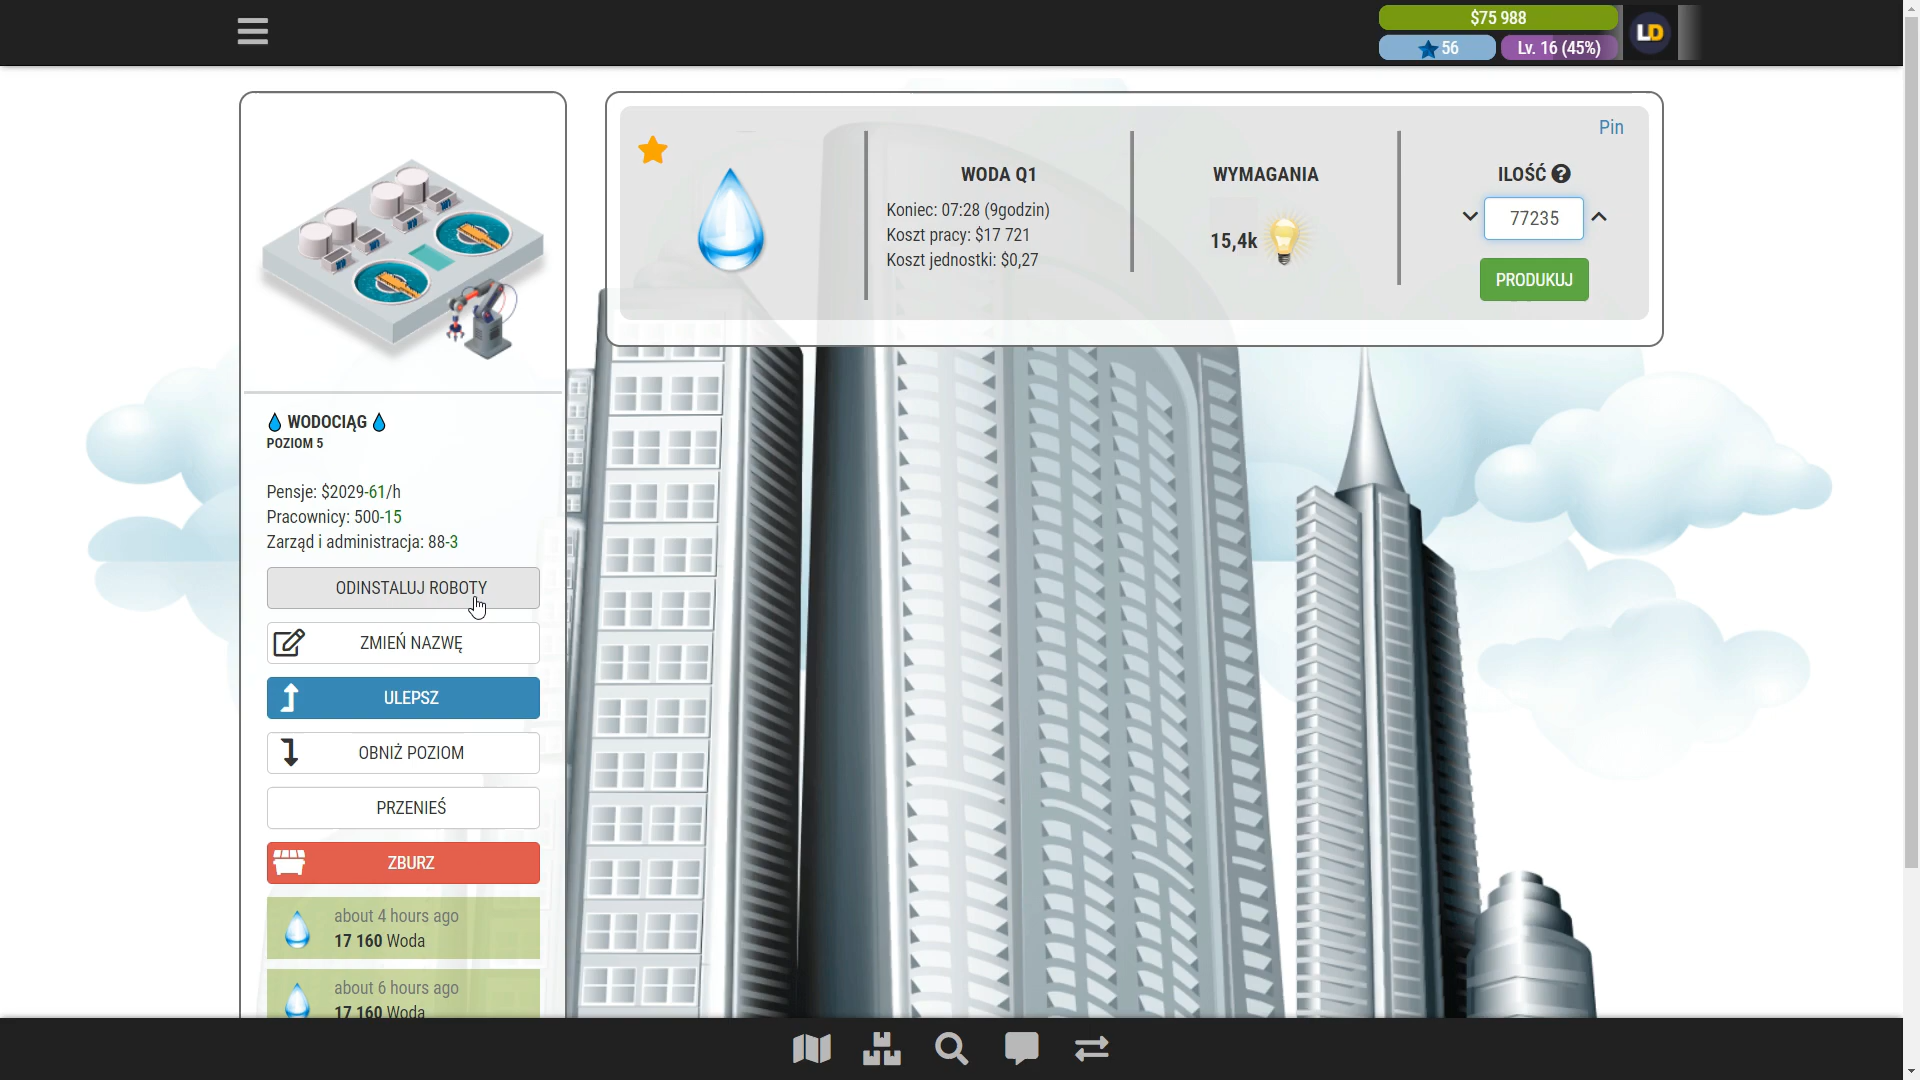 $75 988
56
Lv. 16 (45%)
LD
Pin
WODA Q1
Koniec: 07:28 (9godzin)
Koszt pracy: $17 721
Koszt jednostki: $0,27
WYMAGANIA
15,4k
ILOŚĆ
77235
PRODUKUJ
WODOCIĄG
POZIOM 5
Pensje: $2029-61/h
Pracownicy: 500-15
Zarząd i administracja: 88-3
ODINSTALUJ ROBOTY
ZMIEŃ NAZWĘ
ULEPSZ
OBNIŻ POZIOM
PRZENIEŚ
ZBURZ
about 4 hours ago
17 160 Woda
about 6 hours ago
17 160 Woda